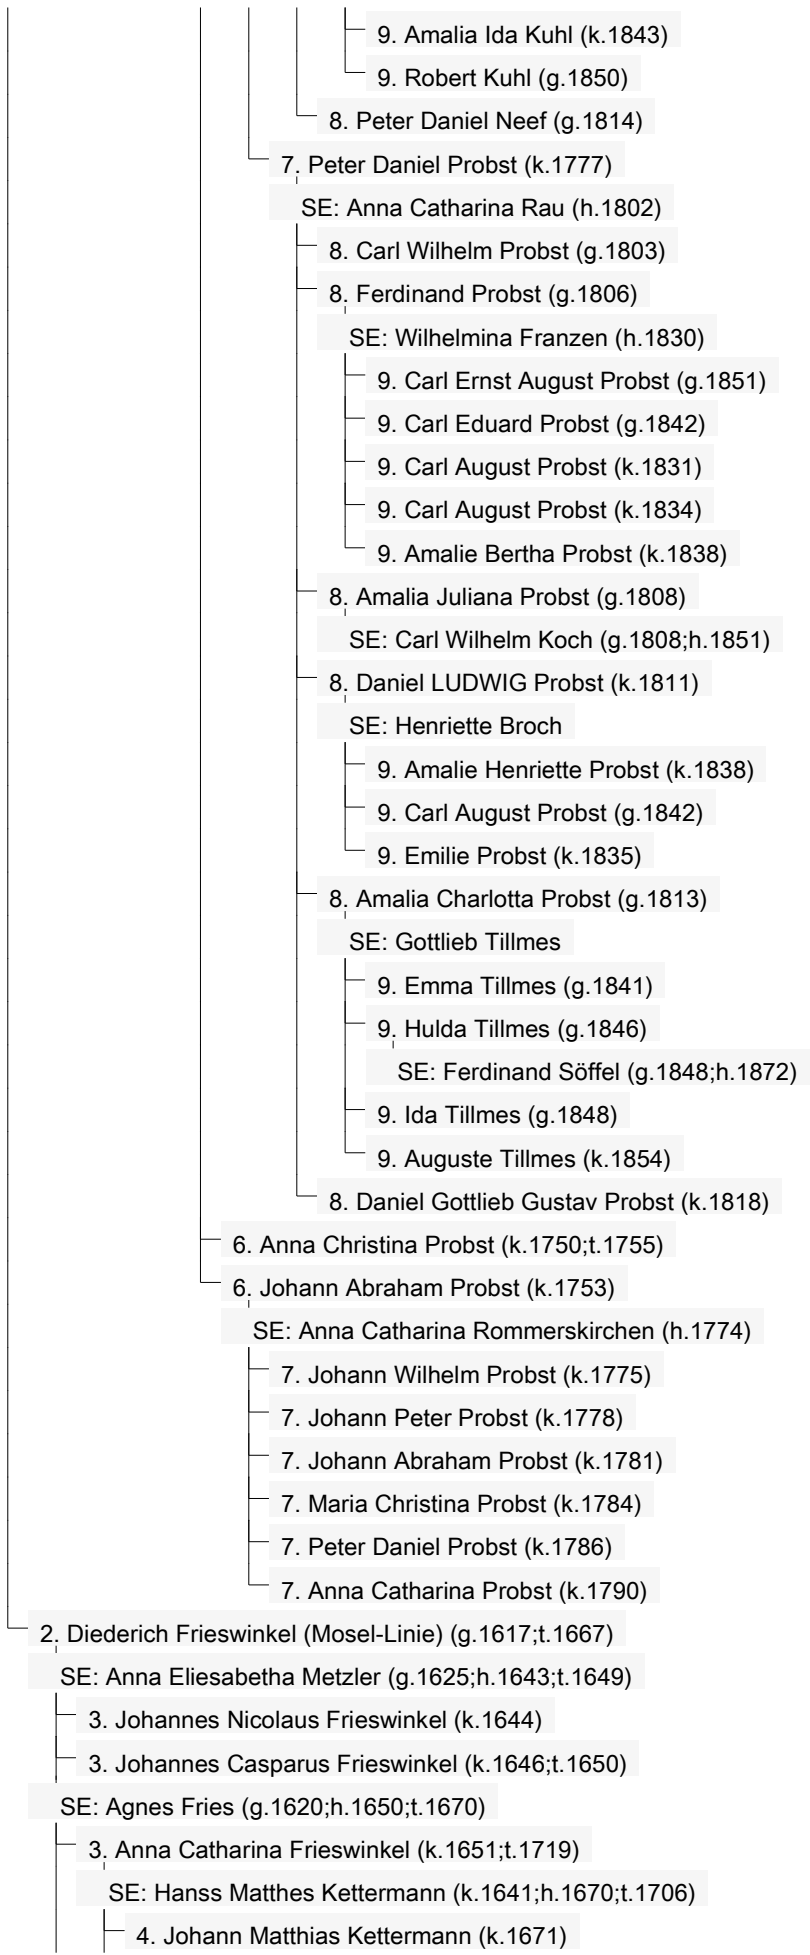 9. Amalia Ida Kuhl (k.1843)
9. Robert Kuhl (g.1850)
8. Peter Daniel Neef (g.1814)
7. Peter Daniel Probst (k.1777)
SE: Anna Catharina Rau (h.1802)
8. Carl Wilhelm Probst (g.1803)
8. Ferdinand Probst (g.1806)
SE: Wilhelmina Franzen (h.1830)
9. Carl Ernst August Probst (g.1851)
9. Carl Eduard Probst (g.1842)
9. Carl August Probst (k.1831)
9. Carl August Probst (k.1834)
9. Amalie Bertha Probst (k.1838)
8. Amalia Juliana Probst (g.1808)
SE: Carl Wilhelm Koch (g.1808;h.1851)
8. Daniel LUDWIG Probst (k.1811)
SE: Henriette Broch
9. Amalie Henriette Probst (k.1838)
9. Carl August Probst (g.1842)
9. Emilie Probst (k.1835)
8. Amalia Charlotta Probst (g.1813)
SE: Gottlieb Tillmes
9. Emma Tillmes (g.1841)
9. Hulda Tillmes (g.1846)
SE: Ferdinand Söffel (g.1848;h.1872)
9. Ida Tillmes (g.1848)
9. Auguste Tillmes (k.1854)
8. Daniel Gottlieb Gustav Probst (k.1818)
6. Anna Christina Probst (k.1750;t.1755)
6. Johann Abraham Probst (k.1753)
SE: Anna Catharina Rommerskirchen (h.1774)
7. Johann Wilhelm Probst (k.1775)
7. Johann Peter Probst (k.1778)
7. Johann Abraham Probst (k.1781)
7. Maria Christina Probst (k.1784)
7. Peter Daniel Probst (k.1786)
7. Anna Catharina Probst (k.1790)
2. Diederich Frieswinkel (Mosel-Linie) (g.1617;t.1667)
SE: Anna Eliesabetha Metzler (g.1625;h.1643;t.1649)
3. Johannes Nicolaus Frieswinkel (k.1644)
3. Johannes Casparus Frieswinkel (k.1646;t.1650)
SE: Agnes Fries (g.1620;h.1650;t.1670)
3. Anna Catharina Frieswinkel (k.1651;t.1719)
SE: Hanss Matthes Kettermann (k.1641;h.1670;t.1706)
4. Johann Matthias Kettermann (k.1671)